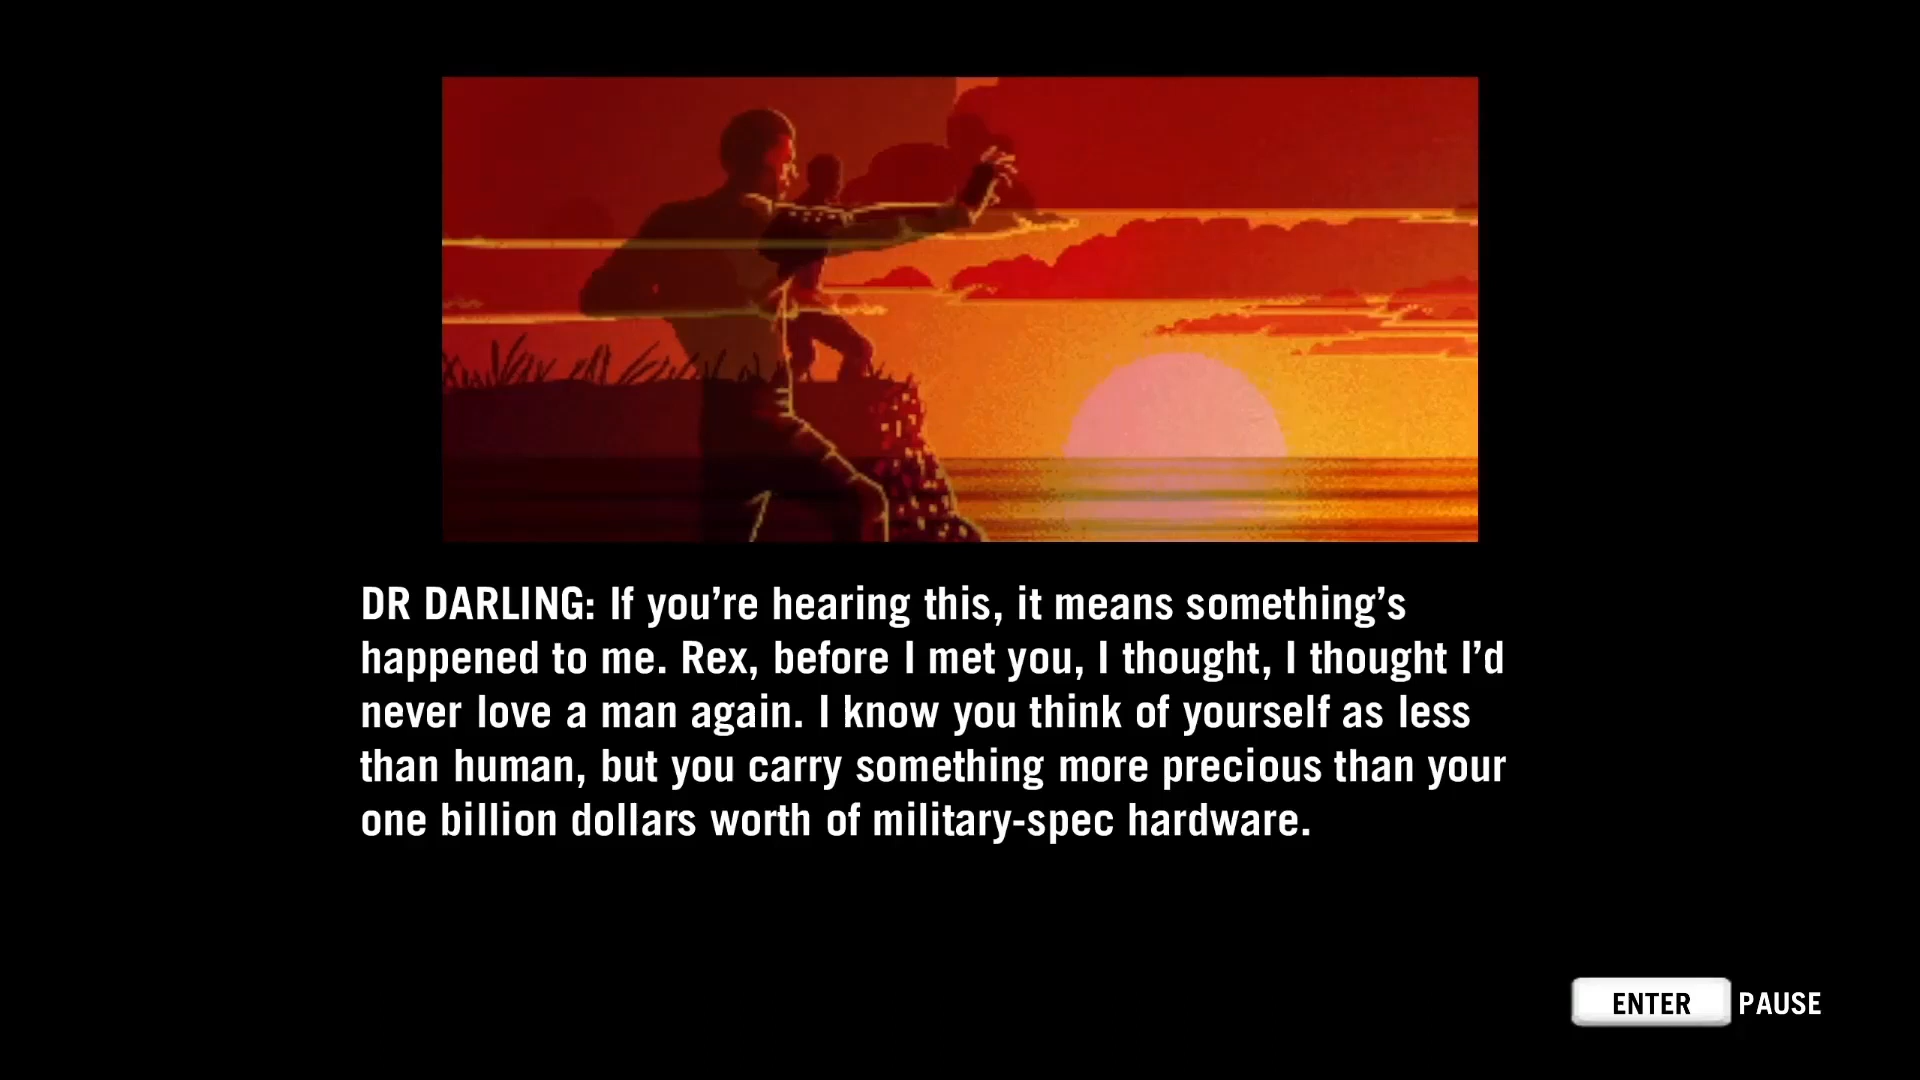 DR DARLING: If you’re hearing this, it means something’s
happened to me. Rex, before I met you, I thought, I thought I’d
never love a man again. I know you think of yourself as less
than human, but you carry something more precious than your
one billion dollars worth of military-spec hardware.
ENTER PAUSE